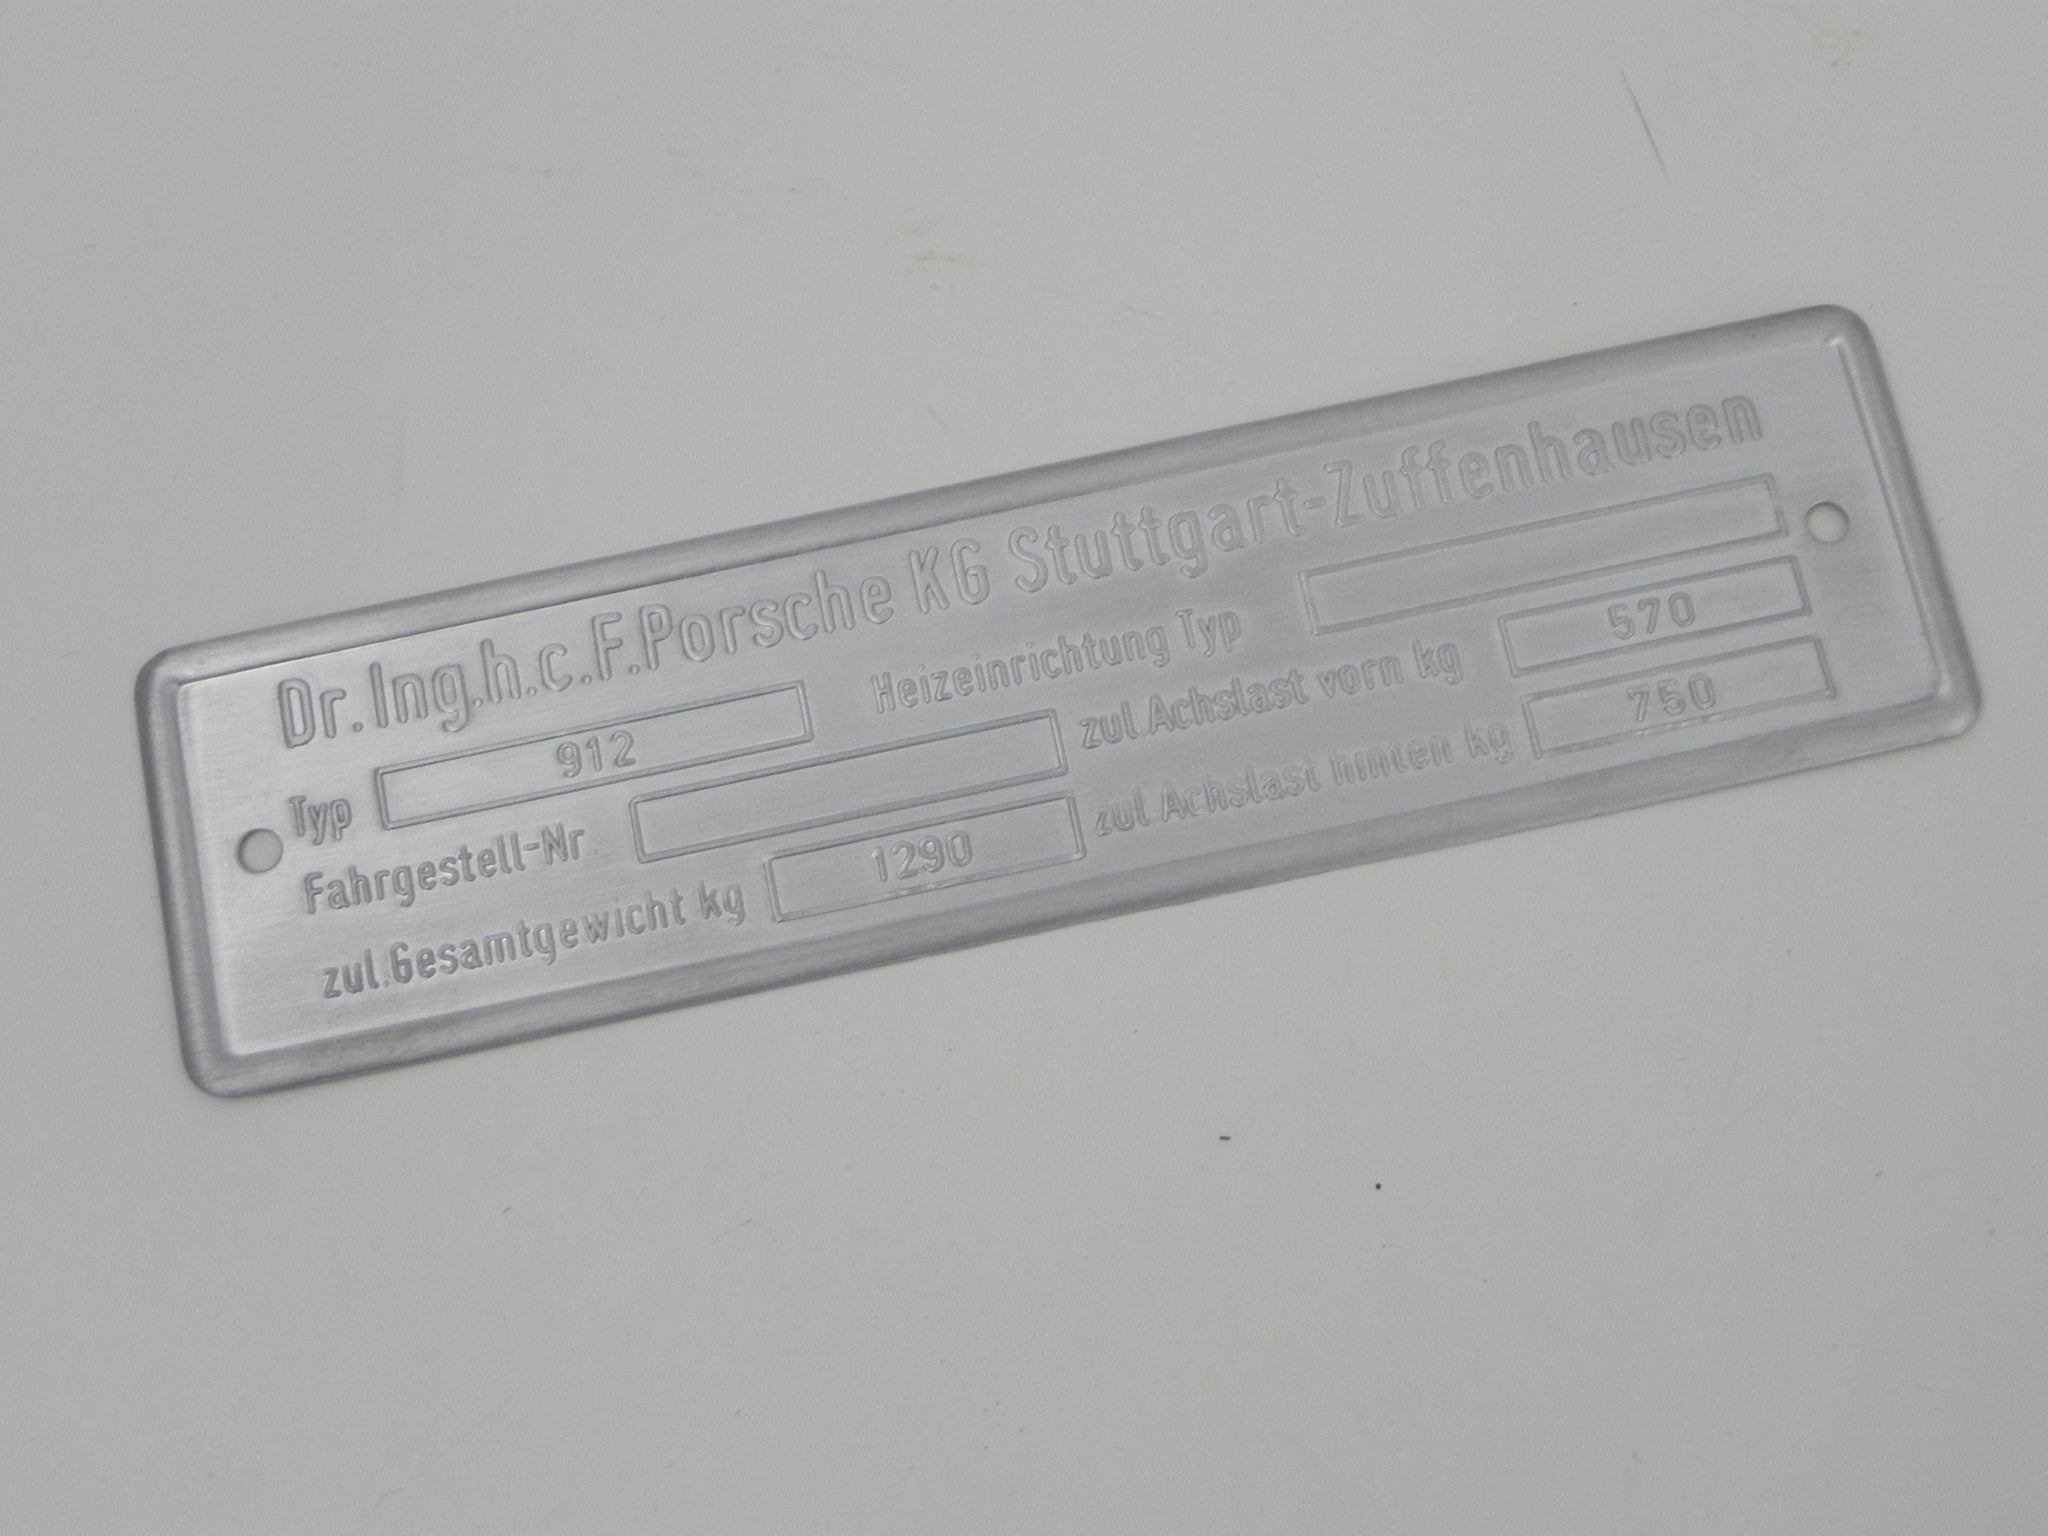 Dr. Ing.h.c.F.Porsche KG Stuttgart-Zuffenhausen
Typ 912 Heizeinrichtung Typ
Fahrgestell-Nr. zul.Achslast vorn kg 570
zul.Gesamtgewicht kg 1290 zul.Achslast hinten kg 750